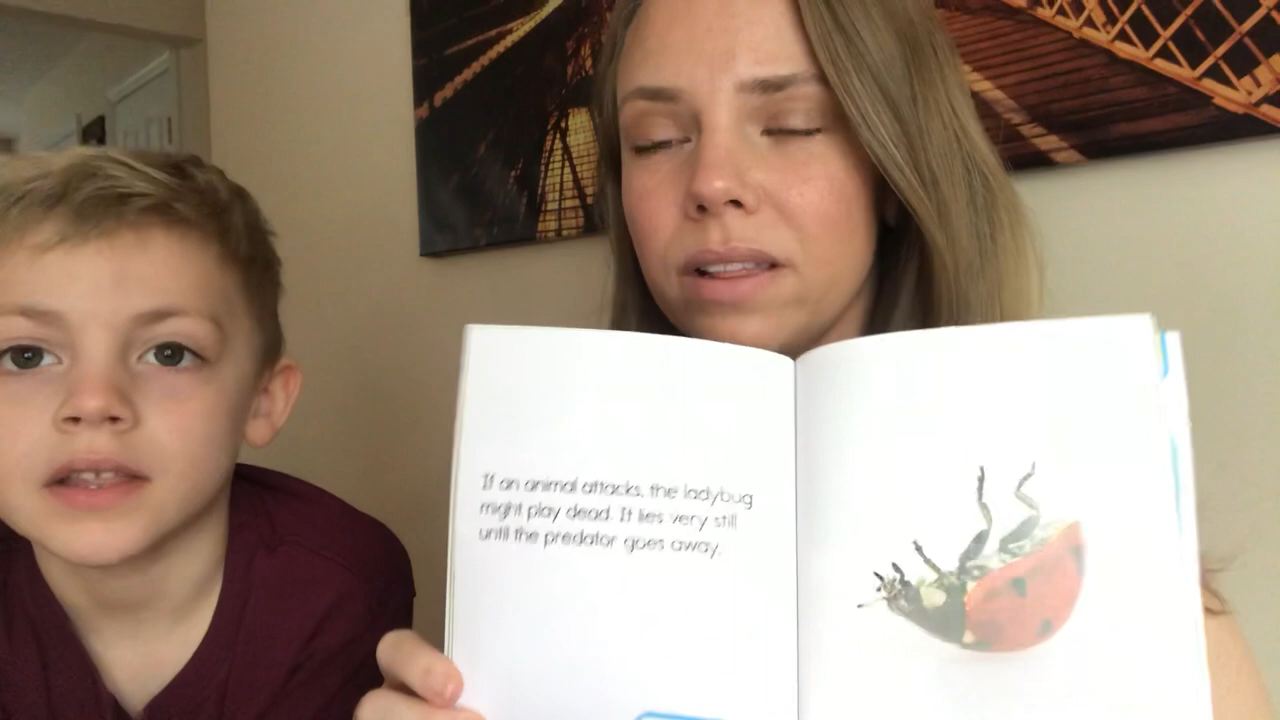 If an animal attacks, the ladybug
might play dead. It lies very still
until the predator goes away.